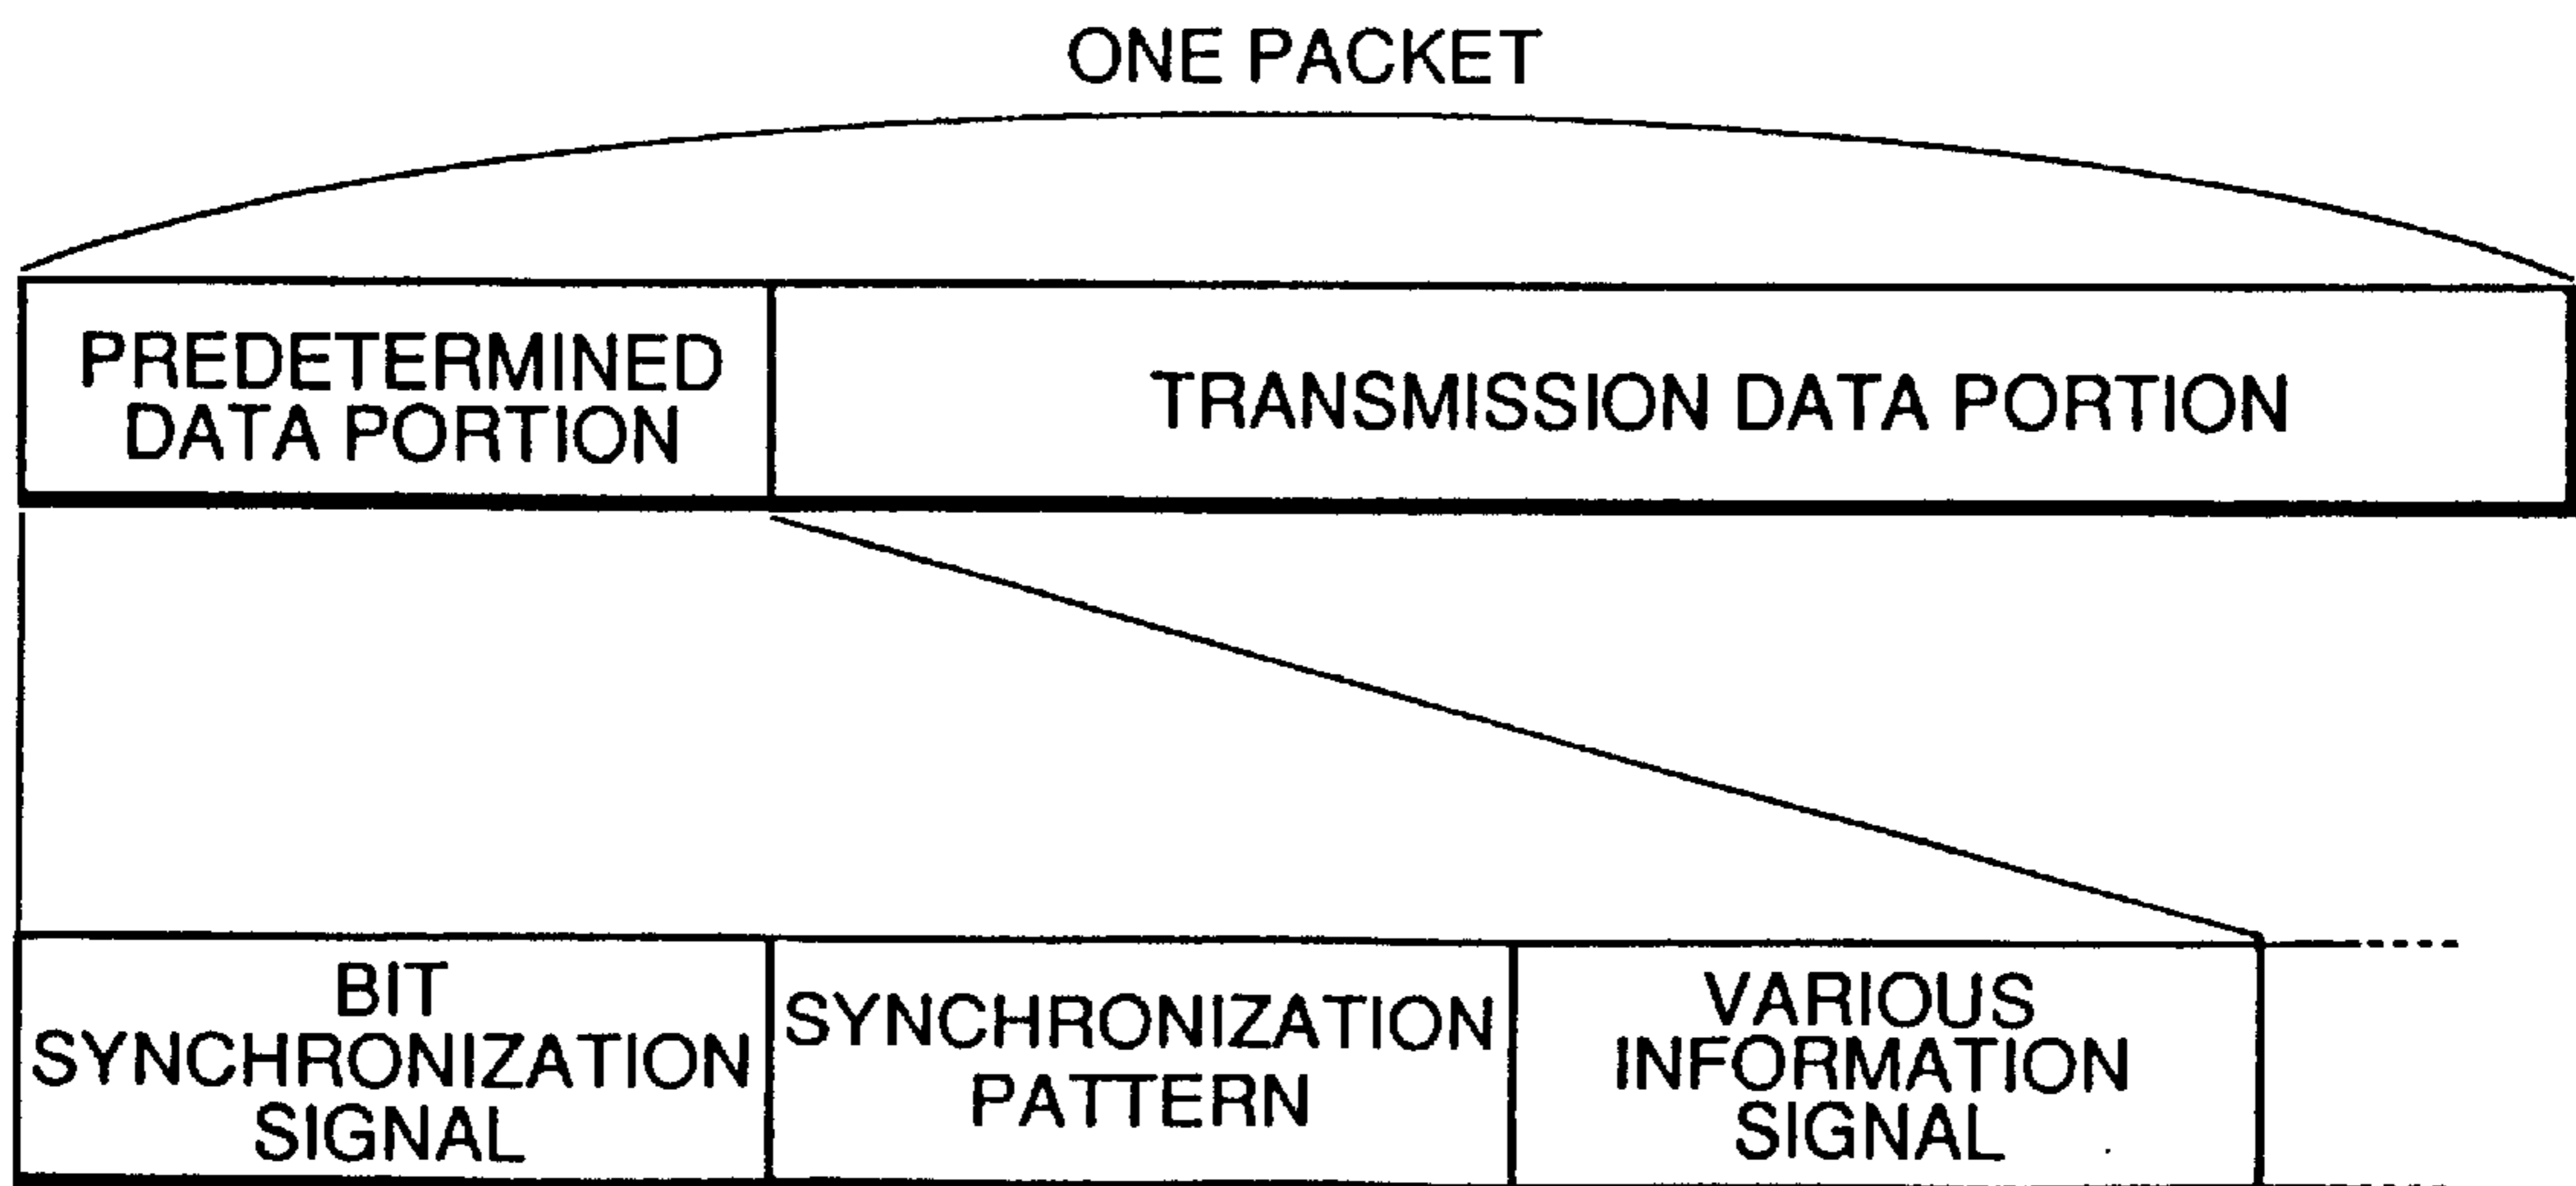 ONE PACKET
PREDETERMINED
DATA PORTION
TRANSMISSION DATA PORTION
BIT
SYNCHRONIZATION
SIGNAL
SYNCHRONIZATION
PATTERN
VARIOUS
INFORMATION
SIGNAL